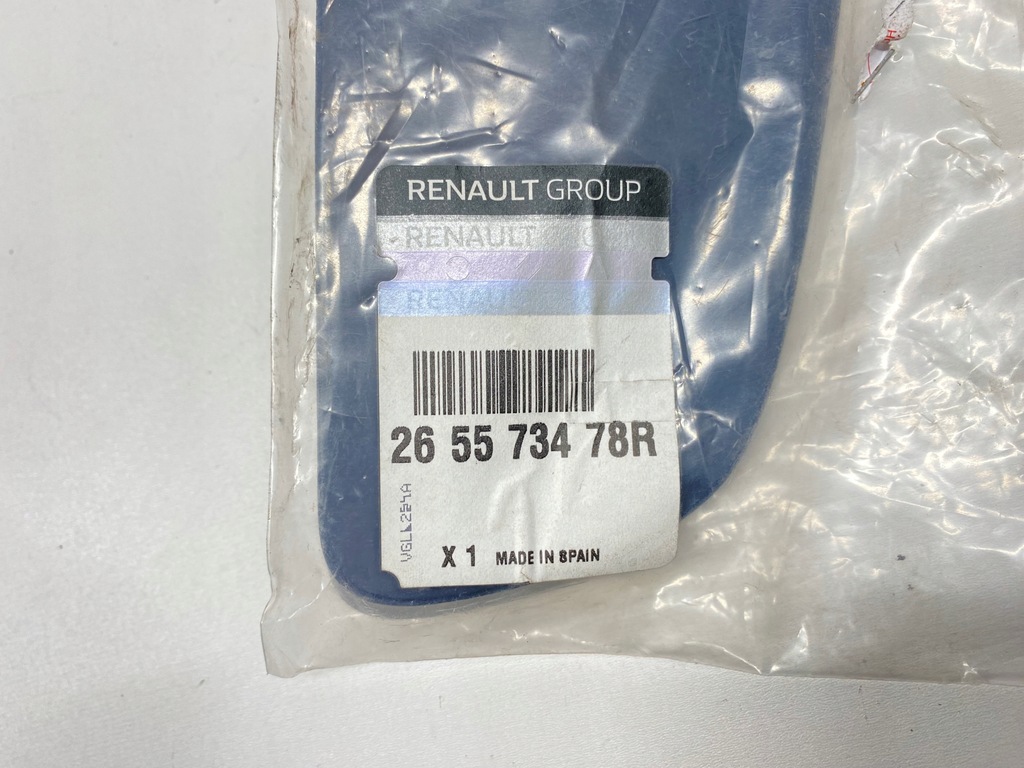 RENAULT GROUP
RENAULT
RENAULT
26 55 734 78R
X 1 MADE IN SPAIN